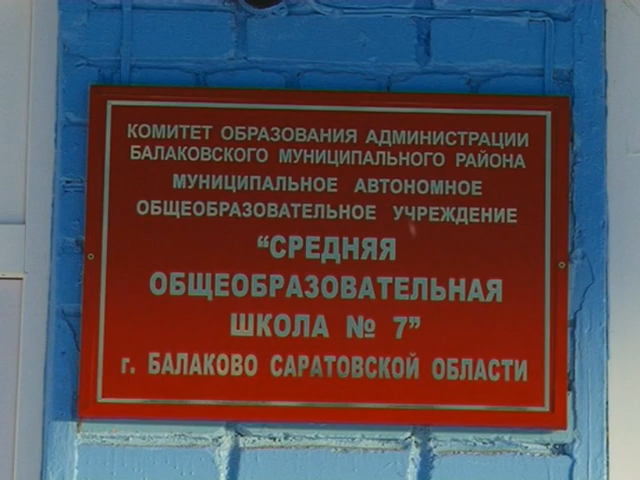 КОМИТЕТ ОБРАЗОВАНИЯ АДМИНИСТРАЦИИ
БАЛАКОВСКОГО МУНИЦИПАЛЬНОГО РАЙОНА
МУНИЦИПАЛЬНОЕ АВТОНОМНОЕ
ОБЩЕОБРАЗОВАТЕЛЬНОЕ УЧРЕЖДЕНИЕ
“СРЕДНЯЯ
ОБЩЕОБРАЗОВАТЕЛЬНАЯ
ШКОЛА № 7”
г. БАЛАКОВО САРАТОВСКОЙ ОБЛАСТИ